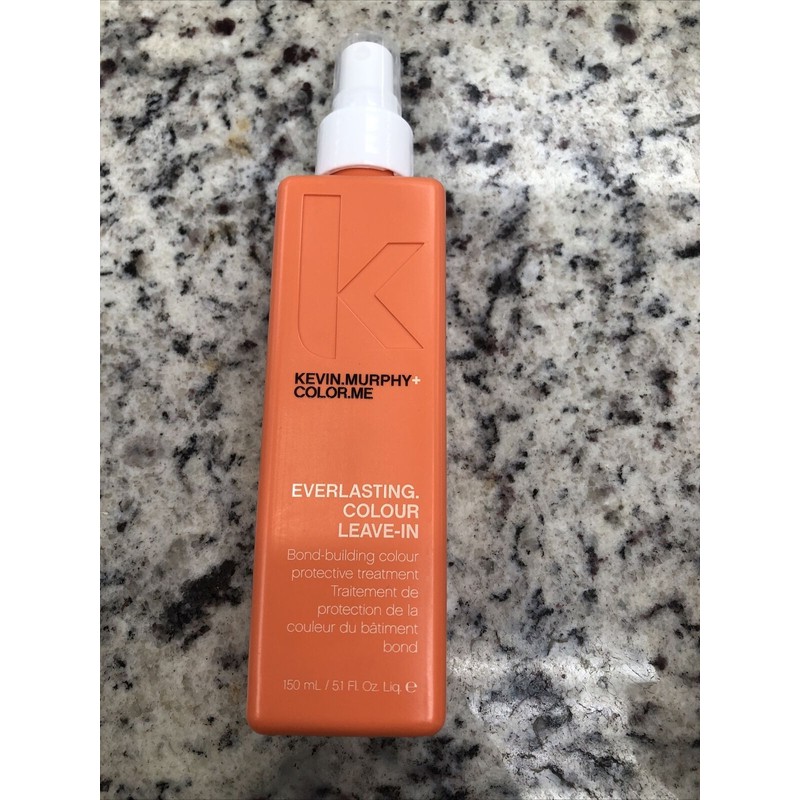 KEVIN.MURPHY+
COLOR.ME
EVERLASTING.
COLOUR
LEAVE-IN
Bond-building colour
protective treatment
Traitement de
protection de la
couleur du bâtiment
bond
150 mL / 5.1 Fl. Oz. Liq. ℮